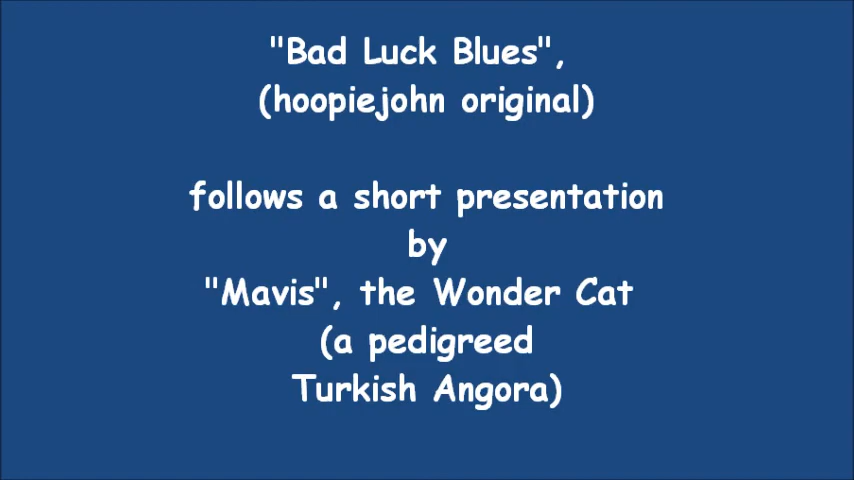 "Bad Luck Blues",
(hoopiejohn original)
follows a short presentation
by
"Mavis", the Wonder Cat
(a pedigreed
Turkish Angora)